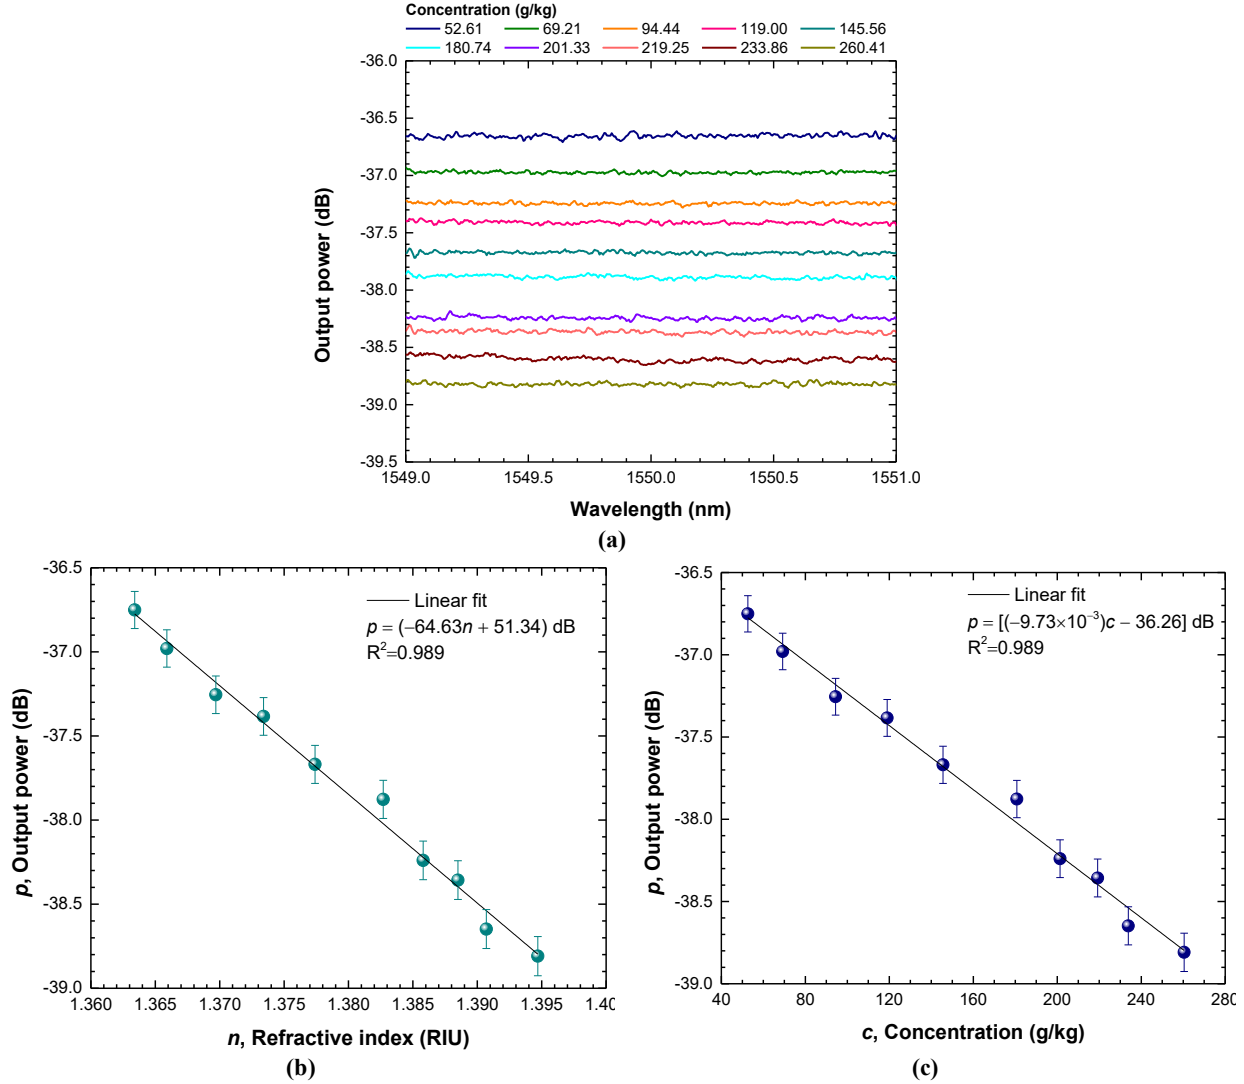 Concentration (g/kg)
52.61 69.21 94.44 119.00 145.56
180.74 201.33 219.25 233.86 260.41
-36.0
-36.5
-37.0
-37.5
-38.0
-38.5
-39.0
-39.5
Output power (dB)
1549.0 1549.5 1550.0 1550.5 1551.0
Wavelength (nm)
(a)
-36.5
-37.0
-37.5
-38.0
-38.5
-39.0
p, Output power (dB)
Linear fit
p = (−64.63n + 51.34) dB
R²=0.989
1.360 1.365 1.370 1.375 1.380 1.385 1.390 1.395 1.40
n, Refractive index (RIU)
(b)
-36.5
-37.0
-37.5
-38.0
-38.5
-39.0
p, Output power (dB)
Linear fit
p = [(−9.73×10⁻³)c − 36.26] dB
R²=0.989
40 80 120 160 200 240 280
c, Concentration (g/kg)
(c)